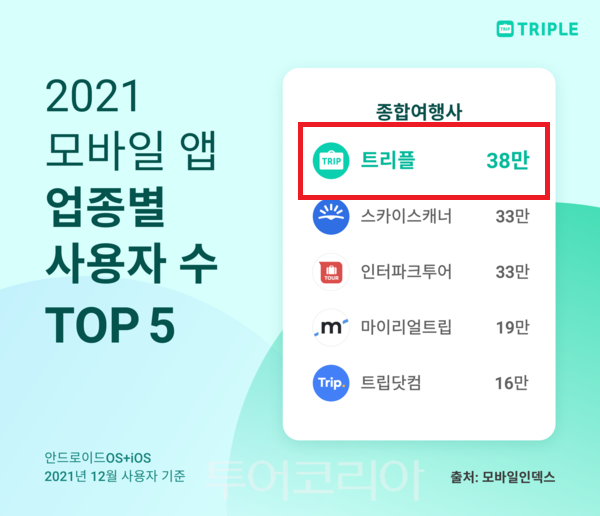 TRIP TRIPLE
2021
모바일 앱
업종별
사용자 수
TOP 5
종합여행사
TRIP 트리플 38만
스카이스캐너 33만
TOUR 인터파크투어 33만
m 마이리얼트립 19만
Trip. 트립닷컴 16만
안드로이드OS+iOS
2021년 12월 사용자 기준
투어코리아
출처: 모바일인덱스